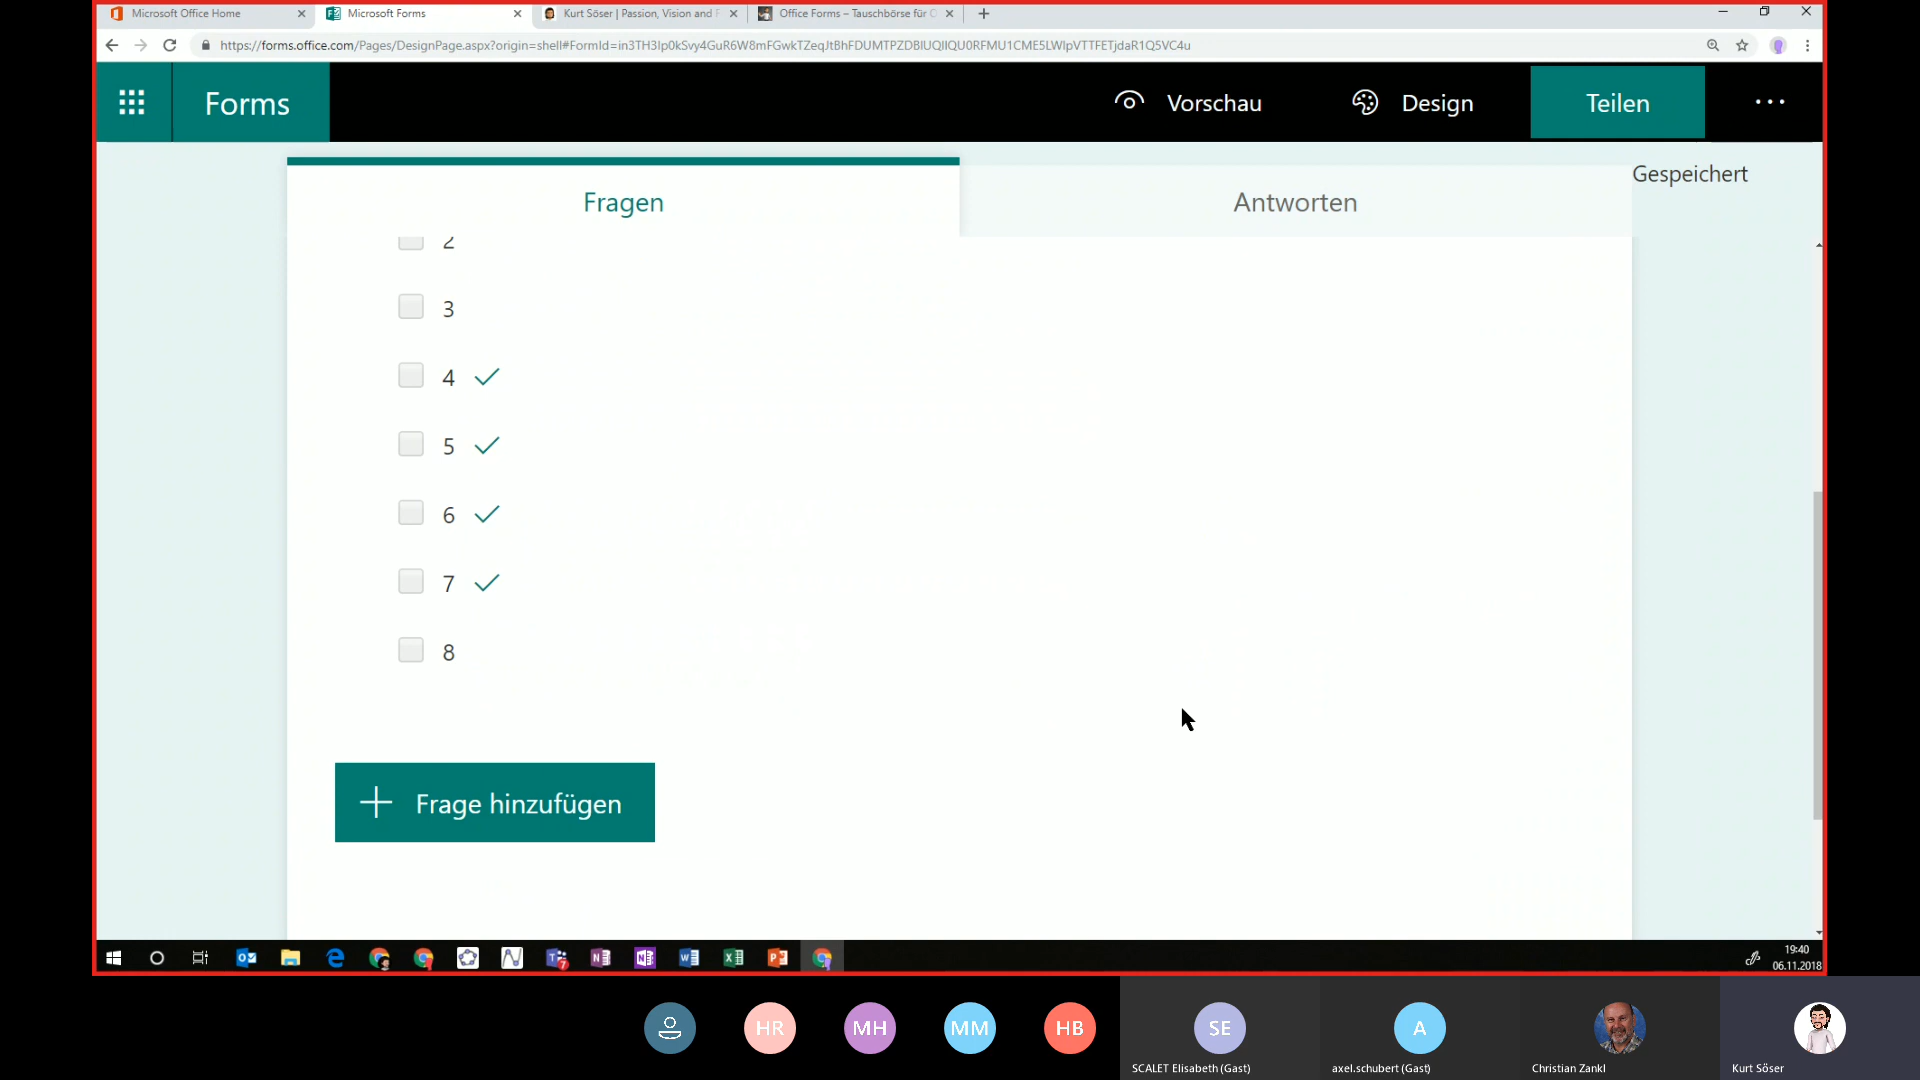 Microsoft Office Home
Microsoft Forms
Kurt Söser | Passion, Vision and F
Office Forms – Tauschbörse für O
https://forms.office.com/Pages/DesignPage.aspx?origin=shell#FormId=in3TH3Ip0kSvy4GuR6W8mFGwkTZeqJtBhFDUMTPZDBIUQlIQU0RFMU1CME5LWlpVTTFETjdaR1Q5VC4u
Forms
Vorschau
Design
Teilen
Gespeichert
Fragen
Antworten
2
3
4
5
6
7
8
Frage hinzufügen
19:40
06.11.2018
HR
MH
MM
HB
SE
A
SCALET Elisabeth (Gast)
axel.schubert (Gast)
Christian Zankl
Kurt Söser